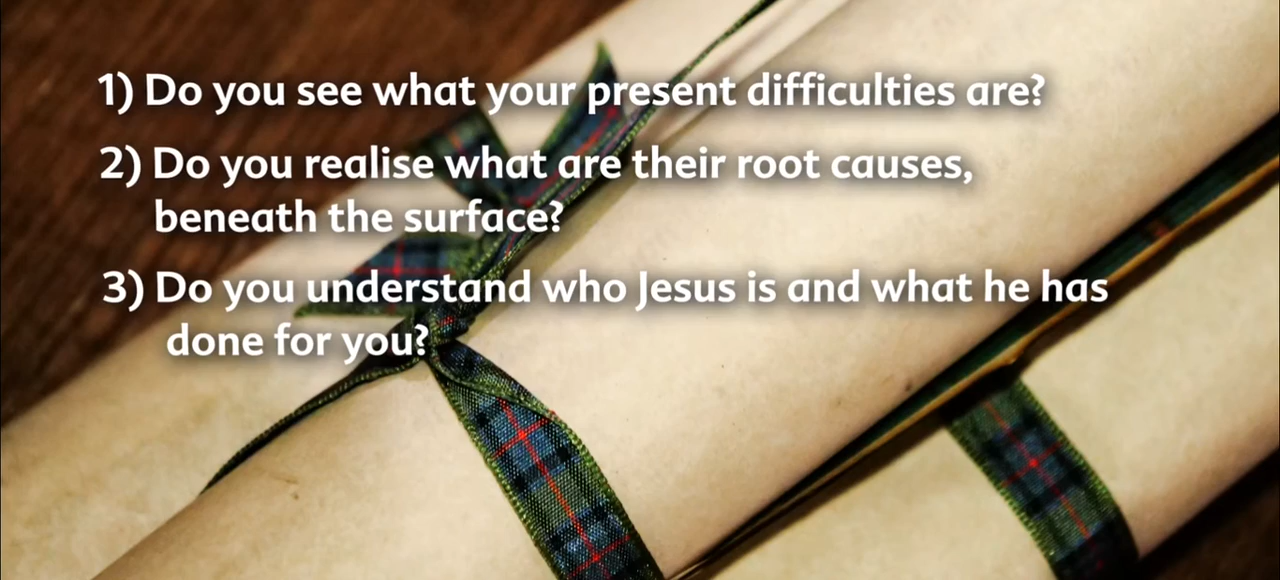 1) Do you see what your present difficulties are?
2) Do you realise what are their root causes,
beneath the surface?
3) Do you understand who Jesus is and what he has
done for you?